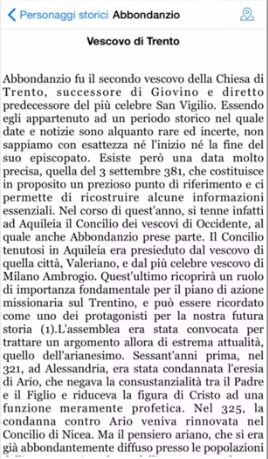 Personaggi storici Abbondanzio
Vescovo di Trento
Abbondanzio fu il secondo vescovo della Chiesa di
Trento, successore di Giovino e diretto
predecessore del più celebre San Vigilio. Essendo
egli appartenuto ad un periodo storico nel quale
date e notizie sono alquanto rare ed incerte, non
sappiamo con esattezza né l'inizio né la fine del
suo episcopato. Esiste però una data molto
precisa, quella del 3 settembre 381, che costituisce
in proposito un prezioso punto di riferimento e ci
permette di ricostruire alcune informazioni
essenziali. Nel corso di quest'anno, si tenne infatti
ad Aquileia il Concilio dei vescovi di Occidente, al
quale anche Abbondanzio prese parte. Il Concilio
tenutosi in Aquileia era presieduto dal vescovo di
quella città, Valeriano, e dal più celebre vescovo di
Milano Ambrogio. Quest'ultimo ricoprirà un ruolo
di importanza fondamentale per il piano di azione
missionaria sul Trentino, e può essere ricordato
come uno dei protagonisti per la nostra futura
storia (1).L'assemblea era stata convocata per
trattare un argomento allora di estrema attualità,
quello dell'arianesimo. Sessant'anni prima, nel
321, ad Alessandria, era stata condannata l'eresia
di Ario, che negava la consustanzialità tra il Padre
e il Figlio e riduceva la figura di Cristo ad una
funzione meramente profetica. Nel 325, la
condanna contro Ario veniva rinnovata nel
Concilio di Nicea. Ma il pensiero ariano, che si era
già abbondantemente diffuso presso le popolazioni